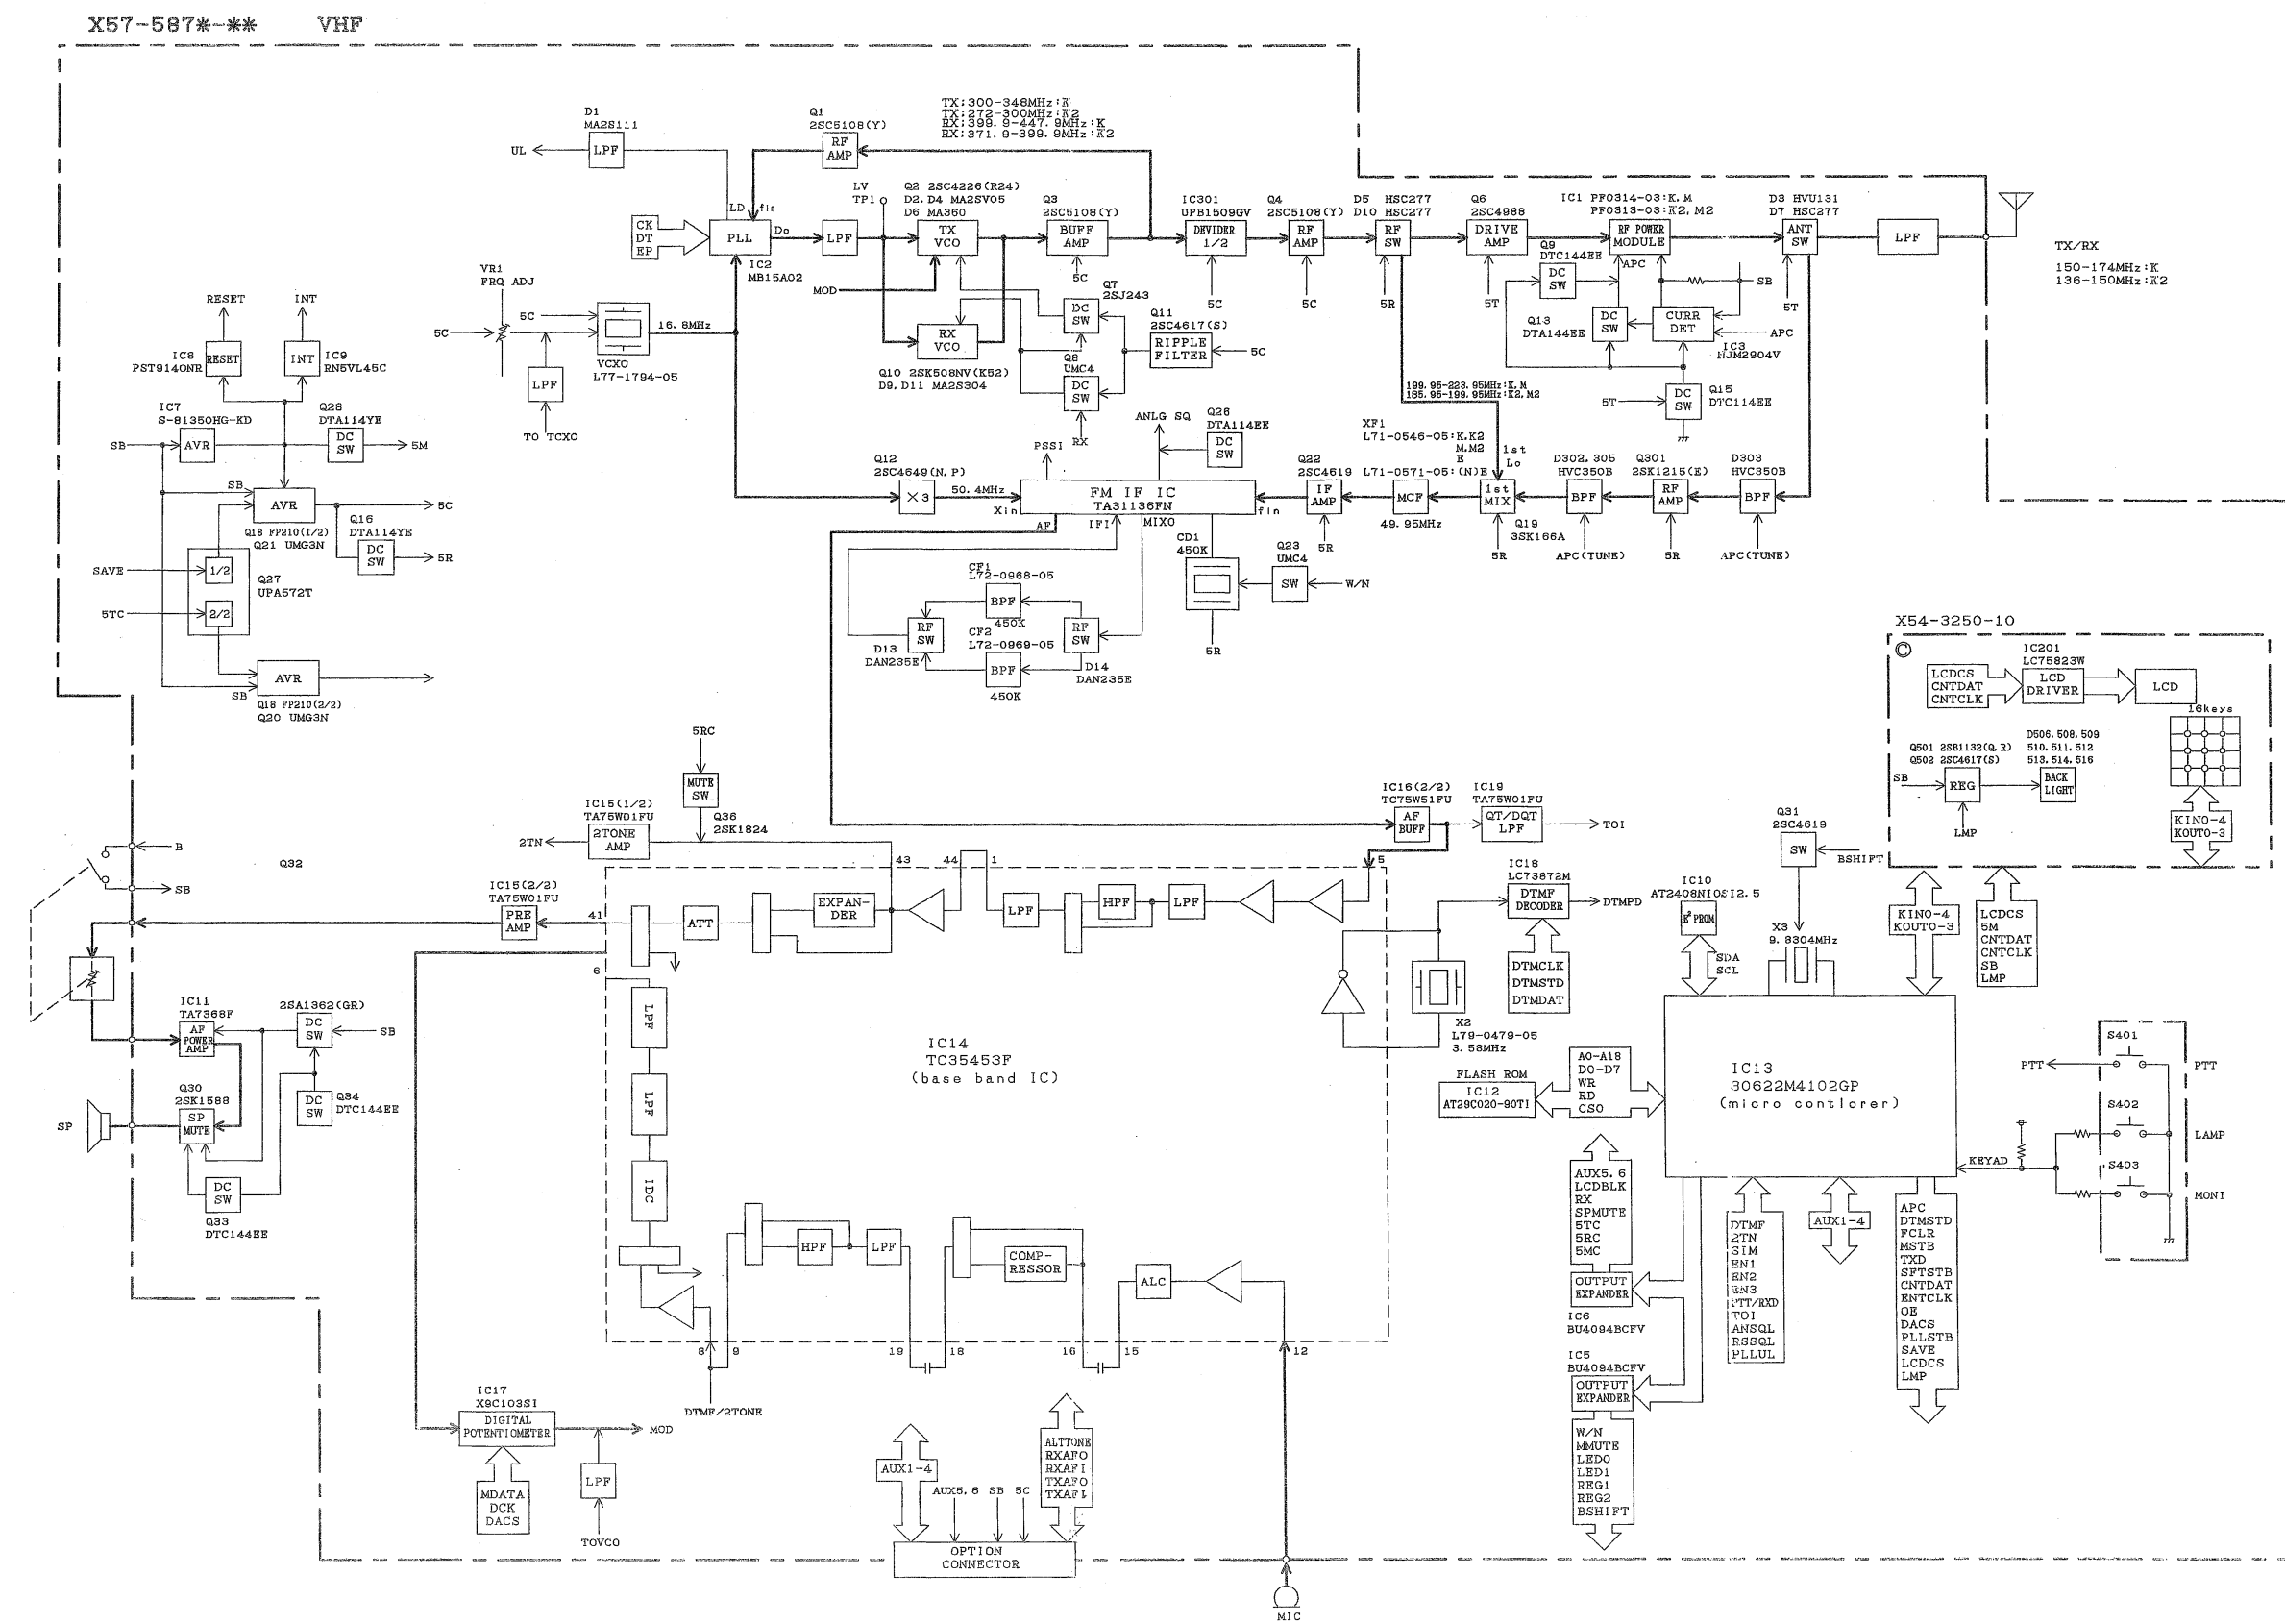 X57-587*-** VHF
TX:300-348MHz:K
TX:272-300MHz:K2
RX:399.9-447.9MHz:K
RX:371.9-399.9MHz:K2
D1
MA2S111
LPF
UL
Q1
2SC5108(Y)
RF
AMP
LV
TP1
Q2 2SC4226(R24)
D2.D4 MA2SV05
D6 MA360
TX
VCO
Q3
2SC5108(Y)
BUFF
AMP
5C
IC301
UPB1509GV
DEVIDER
1/2
5C
Q4
2SC5108(Y)
RF
AMP
5C
D5 HSC277
D10 HSC277
RF
SW
5R
Q6
2SC4988
DRIVE
AMP
5T
IC1 PF0314-03:K,M
PF0313-03:K2,M2
RF POWER
MODULE
D3 HVU131
D7 HSC277
ANT
SW
5T
LPF
TX/RX
150-174MHz:K
136-150MHz:K2
CK
DT
EP
LD
fin
PLL
Do
IC2
MB15A02
LPF
MOD
VR1
FRQ ADJ
5C
5C
16.8MHz
VCXO
L77-1794-05
LPF
TO TCXO
RX
VCO
Q10 2SK508NV(K52)
D9,D11 MA2S304
Q7
2SJ243
DC
SW
Q8
UMC4
DC
SW
RX
Q11
2SC4617(S)
RIPPLE
FILTER
5C
Q9
DTC144EE
DC
SW
APC
SB
Q13
DTA144EE
DC
SW
CURR
DET
APC
IC3
NJM2904V
Q15
DTC114EE
DC
SW
5T
199.95-223.95MHz:K,M
185.95-199.95MHz:K2,M2
RESET
INT
IC8
PST9140NR
RESET
INT
IC9
RN5VL45C
IC7
S-81350HG-KD
SB
AVR
Q28
DTA114YE
DC
SW
5M
SB
AVR
5C
Q18 FP210(1/2)
Q21 UMG3N
Q16
DTA114YE
DC
SW
5R
SAVE
1/2
5TC
2/2
Q27
UPA572T
AVR
SB
Q18 FP210(2/2)
Q20 UMG3N
Q12
2SC4649(N,P)
×3
50.4MHz
Xin
PSSI
ANLG SQ
Q26
DTA114EE
DC
SW
FM IF IC
TA31136FN
fin
AF
IFI
MIXO
Q22
2SC4619
IF
AMP
5R
XF1
L71-0546-05:K,K2
M,M2
E
L71-0571-05:(N)E
MCF
49.95MHz
1st
Lo
1st
MIX
5R
Q19
3SK166A
D302.305
HVC350B
BPF
APC(TUNE)
Q301
2SK1215(E)
RF
AMP
5R
D303
HVC350B
BPF
APC(TUNE)
CD1
450K
5R
Q23
UMC4
SW
W/N
CF1
L72-0968-05
BPF
450K
CF2
L72-0969-05
BPF
450K
RF
SW
D13
DAN235E
RF
SW
D14
DAN235E
X54-3250-10
©
IC201
LC75823W
LCDCS
CNTDAT
CNTCLK
LCD
DRIVER
LCD
16keys
Q501 2SB1132(Q,R)
Q502 2SC4617(S)
SB
REG
LMP
D506.508.509
510.511.512
513.514.516
BACK
LIGHT
KINO-4
KOUTO-3
5RC
MUTE
SW
Q36
2SK1824
IC15(1/2)
TA75W01FU
2TONE
AMP
2TN
IC16(2/2)
TC75W51FU
AF
BUFF
IC19
TA75W01FU
QT/DQT
LPF
TOI
Q31
2SC4619
SW
BSHIFT
B
SB
Q32
43
44
1
5
IC15(2/2)
TA75W01FU
PRE
AMP
41
ATT
EXPAN-
DER
LPF
HPF
LPF
IC18
LC73872M
DTMF
DECODER
DTMPD
DTMCLK
DTMSTD
DTMDAT
IC10
AT2408NIOSI2.5
E² PROM
SDA
SCL
X3
9.8304MHz
KINO-4
KOUTO-3
LCDCS
5M
CNTDAT
CNTCLK
SB
LMP
6
LPF
LPF
IDC
IC11
TA7368F
AF
POWER
AMP
2SA1362(GR)
DC
SW
SB
Q34
DTC144EE
DC
SW
Q30
2SK1588
SP
MUTE
SP
DC
SW
Q33
DTC144EE
IC14
TC35453F
(base band IC)
X2
L79-0479-05
3.58MHz
FLASH ROM
IC12
AT29C020-90TI
A0-A18
D0-D7
WR
RD
CSO
IC13
30622M4102GP
(micro contlorer)
S401
PTT
PTT
S402
LAMP
KEYAD
S403
MONI
AUX5.6
LCDBLK
RX
SPMUTE
5TC
5RC
5MC
OUTPUT
EXPANDER
IC6
BU4094BCFV
IC5
BU4094BCFV
OUTPUT
EXPANDER
W/N
MMUTE
LED0
LED1
REG1
REG2
BSHIFT
DTMF
2TN
SIM
EN1
EN2
EN3
PTT/RXD
TOI
ANSQL
RSSQL
PLLUL
AUX1-4
APC
DTMSTD
FCLR
MSTB
TXD
SFTSTB
CNTDAT
ENTCLK
OE
DACS
PLLSTB
SAVE
LCDCS
LMP
HPF
LPF
COMP-
RESSOR
ALC
8
9
19
18
16
15
12
DTMF/2TONE
IC17
X9C103SI
DIGITAL
POTENTIOMETER
MOD
MDATA
DCK
DACS
LPF
TOVCO
AUX1-4
AUX5.6
SB
5C
ALTTONE
RXAFO
RXAFI
TXAFO
TXAFI
OPTION
CONNECTOR
MIC